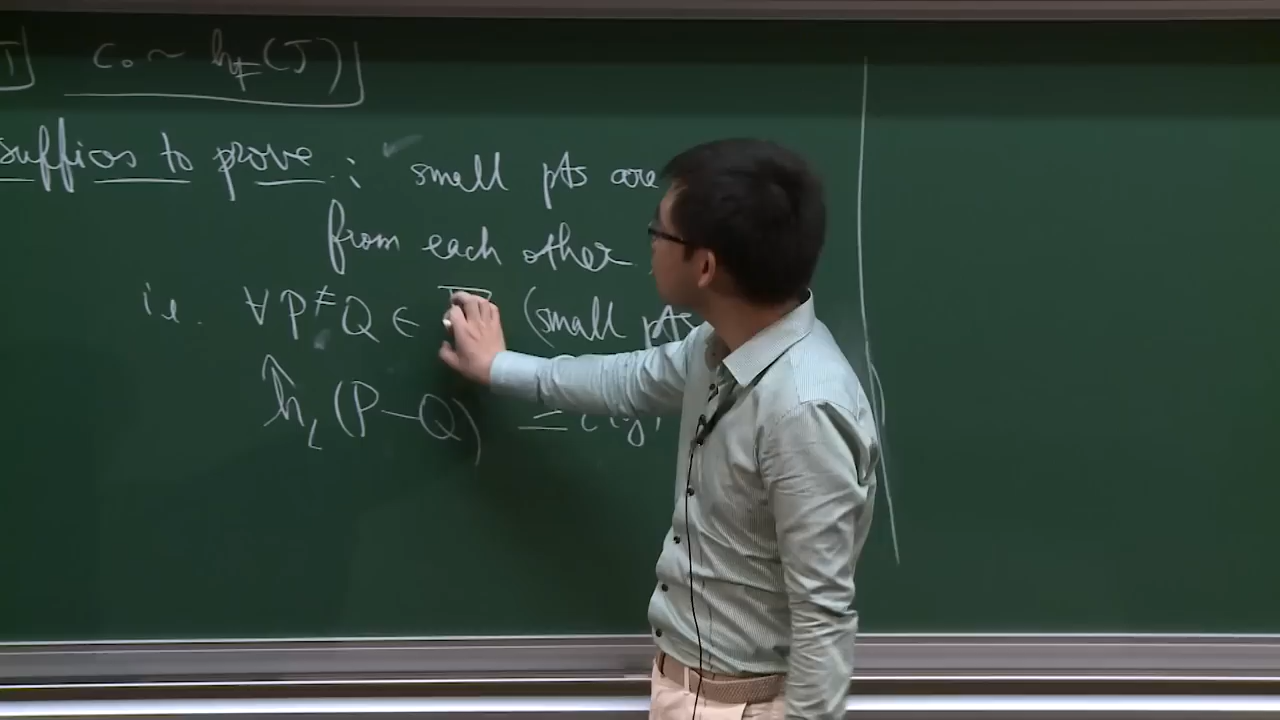 c₀ ~ h_F(J)
suffices to prove : small pts are
from each other
i.e. ∀ P ≠ Q ∈ (small pts
ĥ_L (P - Q) ≥